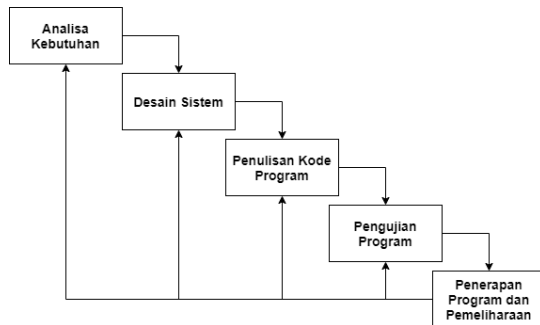 Analisa
Kebutuhan
Desain Sistem
Penulisan Kode
Program
Pengujian
Program
Penerapan
Program dan
Pemeliharaan